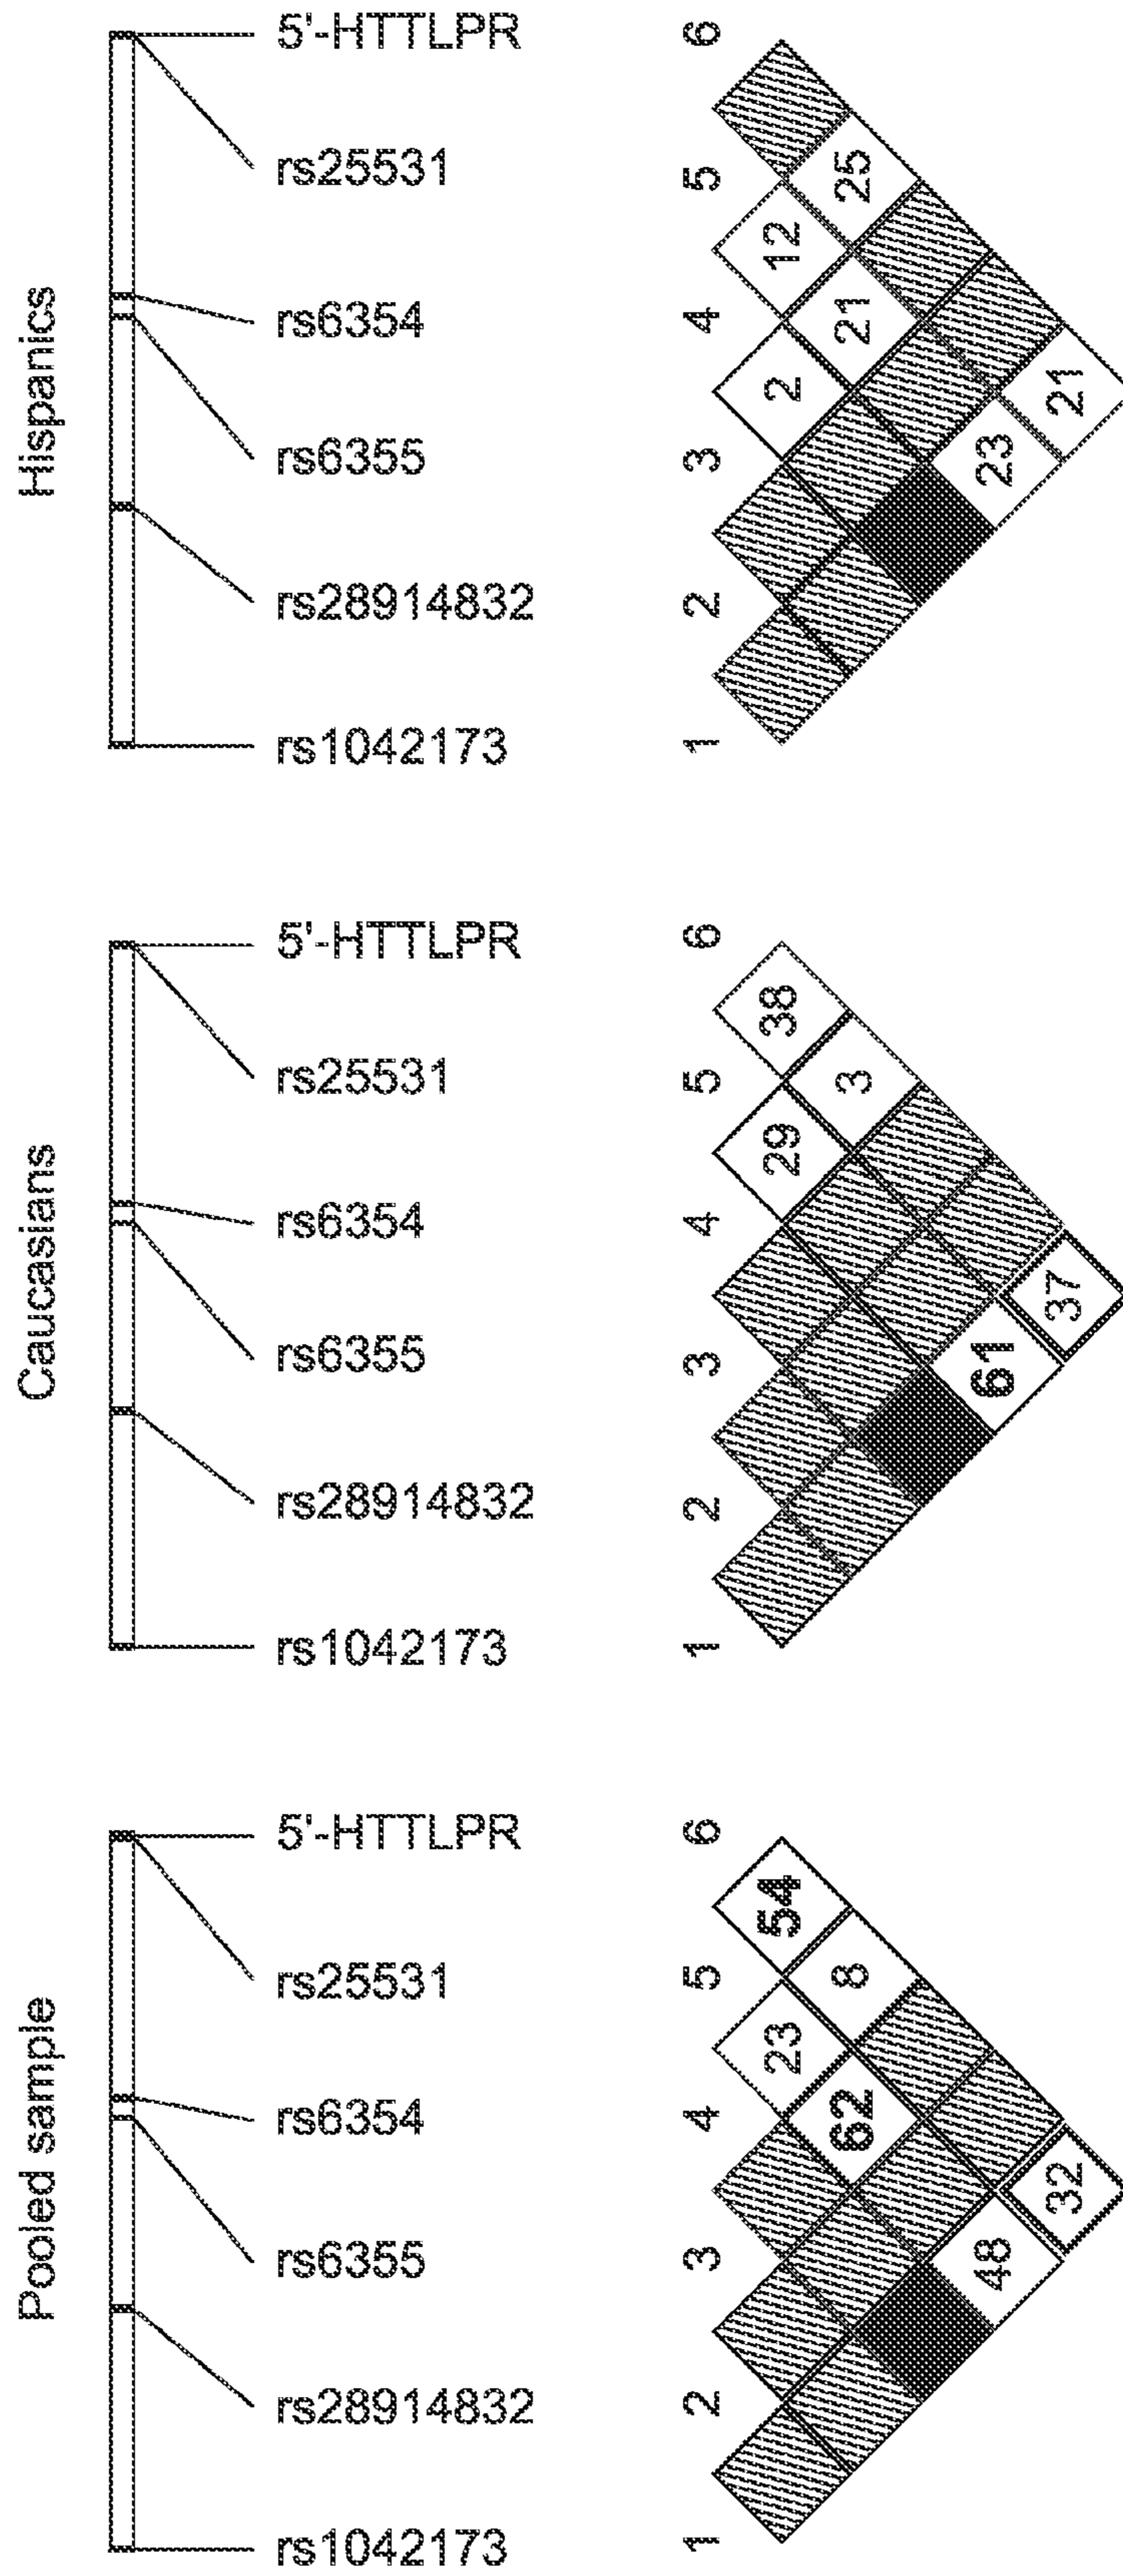 Pooled sample
rs1042173
rs28914832
rs6355
rs6354
rs25531
5'-HTTLPR
1 2 3 4 5 6
23 54
62 8
48
32
Caucasians
rs1042173
rs28914832
rs6355
rs6354
rs25531
5'-HTTLPR
1 2 3 4 5 6
29 38
3
61
37
Hispanics
rs1042173
rs28914832
rs6355
rs6354
rs25531
5'-HTTLPR
1 2 3 4 5 6
2 12
21 25
23
21